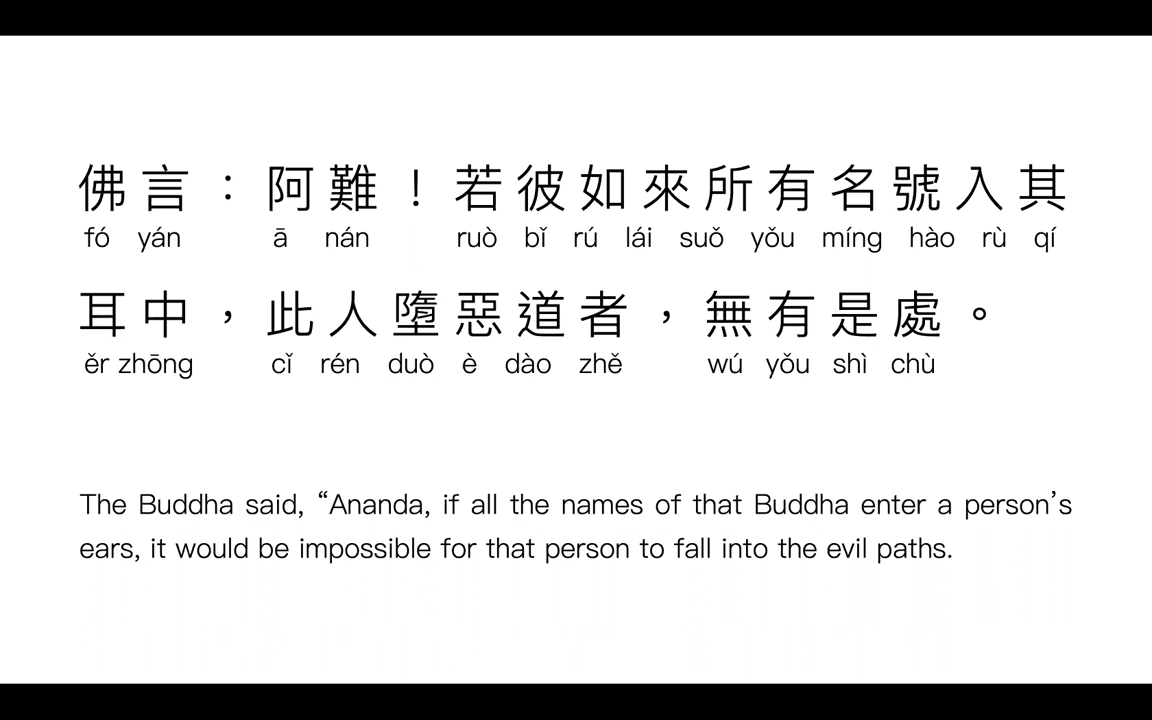 佛言：阿難！若彼如來所有名號入其
fó yán ā nán ruò bǐ rú lái suǒ yǒu míng hào rù qí
耳中，此人墮惡道者，無有是處。
ěr zhōng cǐ rén duò è dào zhě wú yǒu shì chù
The Buddha said, “Ananda, if all the names of that Buddha enter a person’s
ears, it would be impossible for that person to fall into the evil paths.